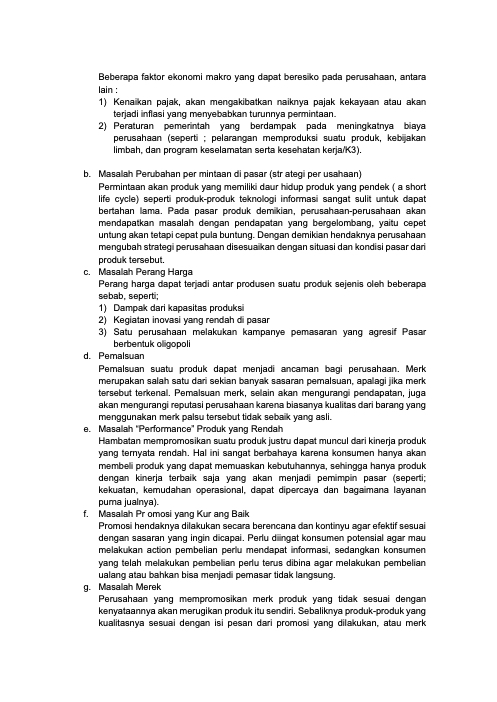 Beberapa faktor ekonomi makro yang dapat beresiko pada perusahaan, antara
lain :
1) Kenaikan pajak, akan mengakibatkan naiknya pajak kekayaan atau akan
terjadi inflasi yang menyebabkan turunnya permintaan.
2) Peraturan pemerintah yang berdampak pada meningkatnya biaya
perusahaan (seperti ; pelarangan memproduksi suatu produk, kebijakan
limbah, dan program keselamatan serta kesehatan kerja/K3).
b. Masalah Perubahan per mintaan di pasar (str ategi per usahaan)
Permintaan akan produk yang memiliki daur hidup produk yang pendek ( a short
life cycle) seperti produk-produk teknologi informasi sangat sulit untuk dapat
bertahan lama. Pada pasar produk demikian, perusahaan-perusahaan akan
mendapatkan masalah dengan pendapatan yang bergelombang, yaitu cepet
untung akan tetapi cepat pula buntung. Dengan demikian hendaknya perusahaan
mengubah strategi perusahaan disesuaikan dengan situasi dan kondisi pasar dari
produk tersebut.
c. Masalah Perang Harga
Perang harga dapat terjadi antar produsen suatu produk sejenis oleh beberapa
sebab, seperti;
1) Dampak dari kapasitas produksi
2) Kegiatan inovasi yang rendah di pasar
3) Satu perusahaan melakukan kampanye pemasaran yang agresif Pasar
berbentuk oligopoli
d. Pemalsuan
Pemalsuan suatu produk dapat menjadi ancaman bagi perusahaan. Merk
merupakan salah satu dari sekian banyak sasaran pemalsuan, apalagi jika merk
tersebut terkenal. Pemalsuan merk, selain akan mengurangi pendapatan, juga
akan mengurangi reputasi perusahaan karena biasanya kualitas dari barang yang
menggunakan merk palsu tersebut tidak sebaik yang asli.
e. Masalah “Performance” Produk yang Rendah
Hambatan mempromosikan suatu produk justru dapat muncul dari kinerja produk
yang ternyata rendah. Hal ini sangat berbahaya karena konsumen hanya akan
membeli produk yang dapat memuaskan kebutuhannya, sehingga hanya produk
dengan kinerja terbaik saja yang akan menjadi pemimpin pasar (seperti;
kekuatan, kemudahan operasional, dapat dipercaya dan bagaimana layanan
purna jualnya).
f. Masalah Pr omosi yang Kur ang Baik
Promosi hendaknya dilakukan secara berencana dan kontinyu agar efektif sesuai
dengan sasaran yang ingin dicapai. Perlu diingat konsumen potensial agar mau
melakukan action pembelian perlu mendapat informasi, sedangkan konsumen
yang telah melakukan pembelian perlu terus dibina agar melakukan pembelian
ualang atau bahkan bisa menjadi pemasar tidak langsung.
g. Masalah Merek
Perusahaan yang mempromosikan merk produk yang tidak sesuai dengan
kenyataannya akan merugikan produk itu sendiri. Sebaliknya produk-produk yang
kualitasnya sesuai dengan isi pesan dari promosi yang dilakukan, atau merk